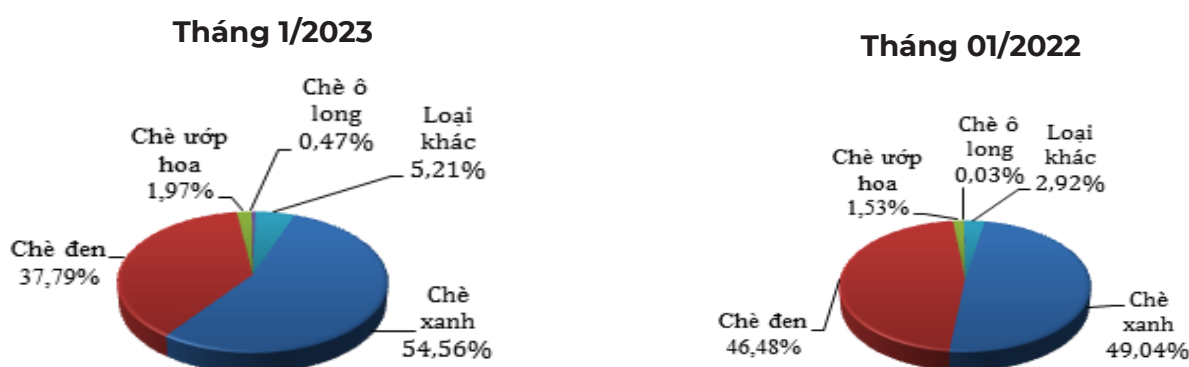 Tháng 1/2023
Chè ô
long
0,47%
Loại
khác
5,21%
Chè ướp
hoa
1,97%
Chè đen
37,79%
Chè
xanh
54,56%
Tháng 01/2022
Chè ô
long
0,03%
Loại
khác
2,92%
Chè ướp
hoa
1,53%
Chè đen
46,48%
Chè
xanh
49,04%